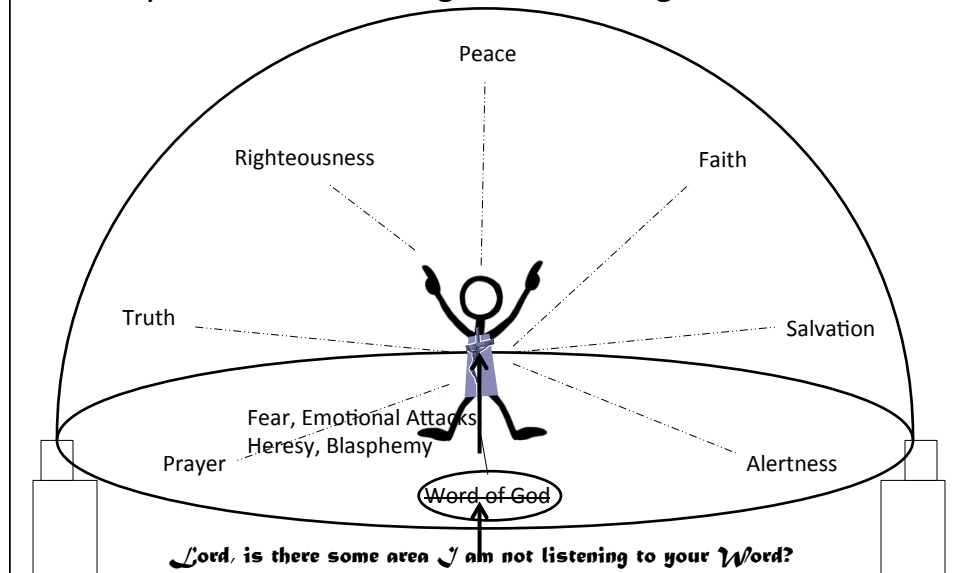 Peace
Righteousness
Faith
Truth
Salvation
Fear, Emotional Attacks
Heresy, Blasphemy
Prayer
Alertness
Word of God
Lord, is there some area I am not listening to your Word?